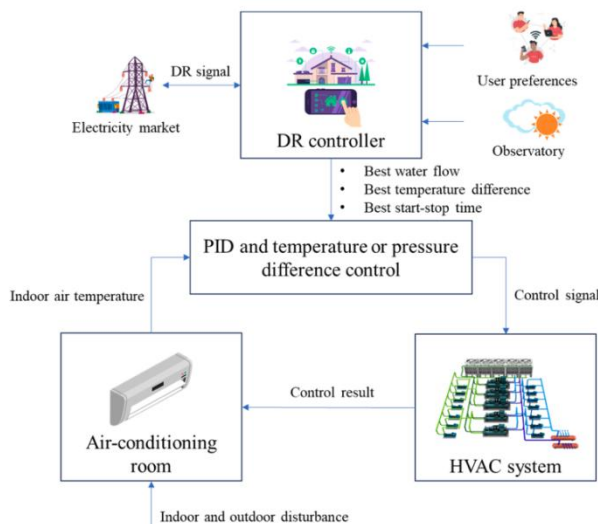 DR signal
Electricity market
DR controller
User preferences
Observatory
• Best water flow
• Best temperature difference
• Best start-stop time
PID and temperature or pressure
difference control
Indoor air temperature
Control signal
Control result
Air-conditioning
room
HVAC system
Indoor and outdoor disturbance